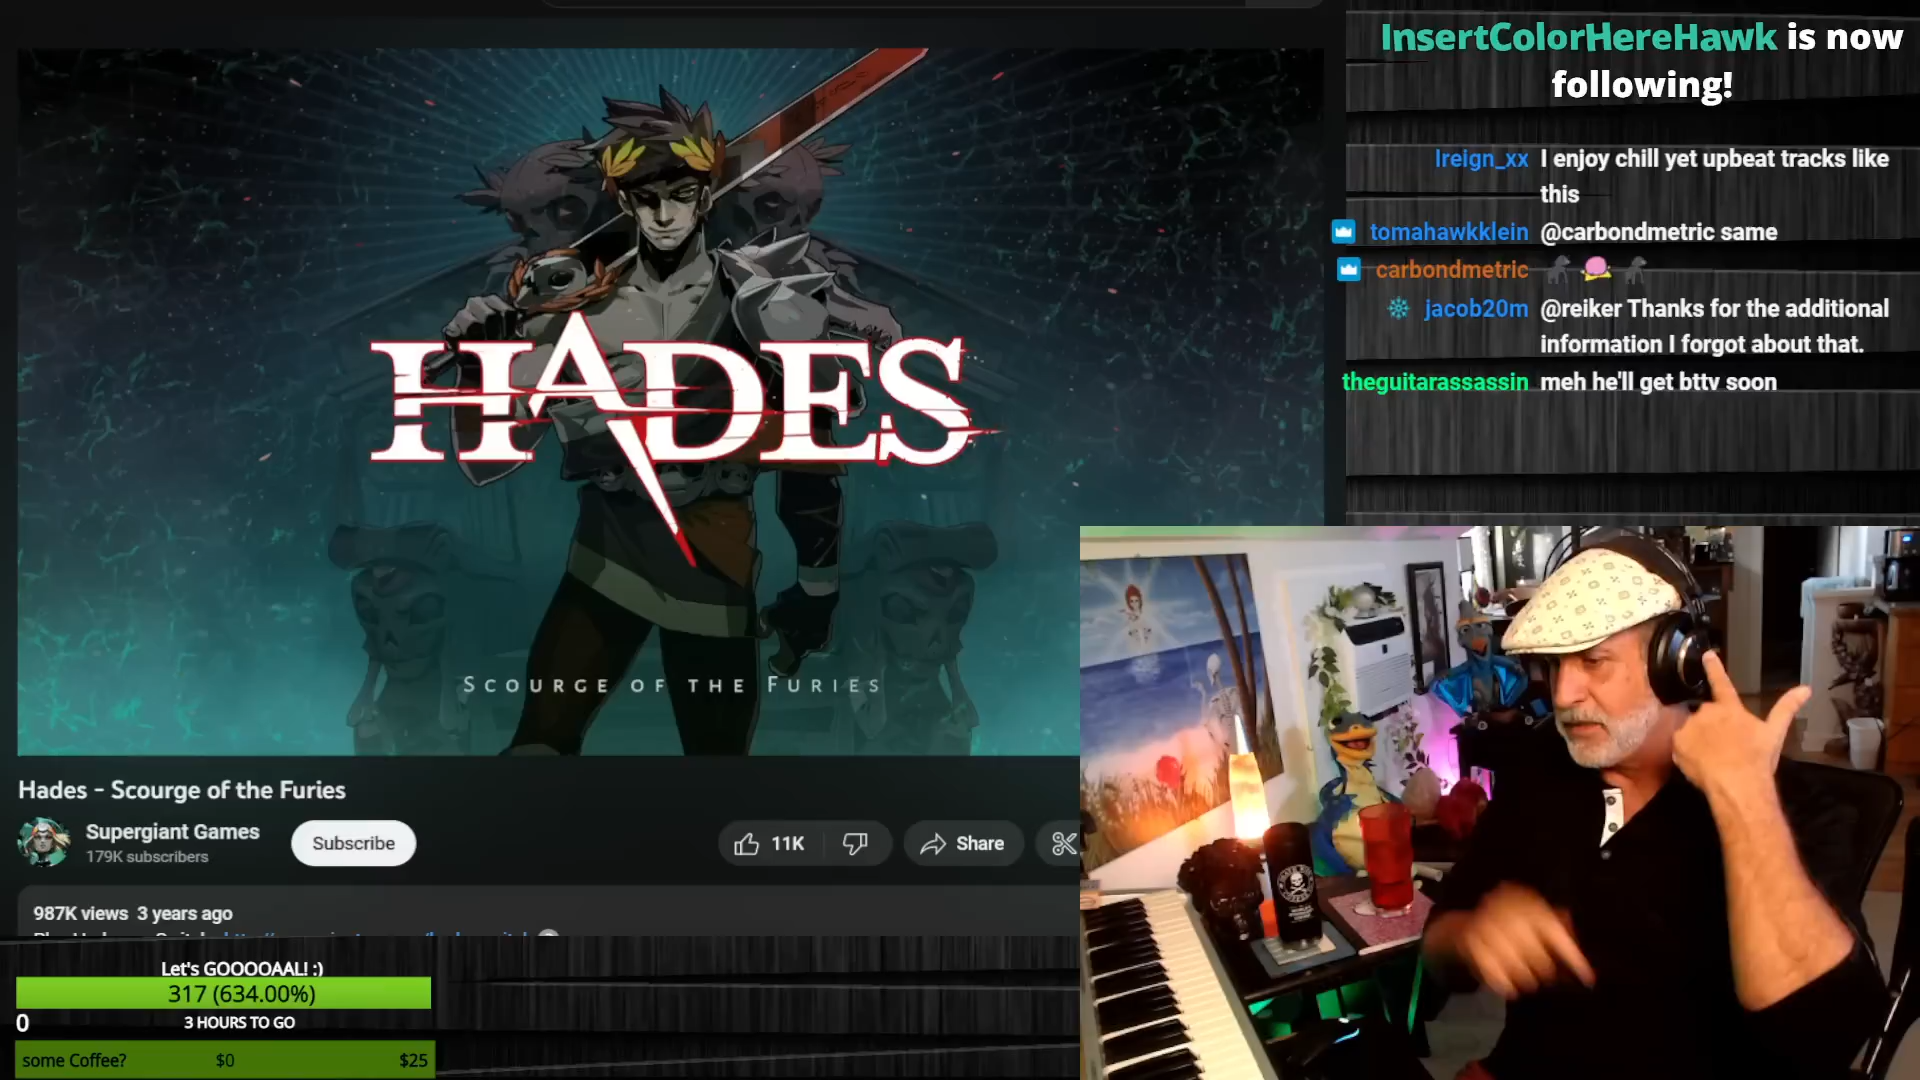 InsertColorHereHawk is now
following!
lreign_xx I enjoy chill yet upbeat tracks like
this
tomahawkklein @carbondmetric same
carbondmetric
jacob20m @reiker Thanks for the additional
information I forgot about that.
theguitarassassin meh he'll get bttv soon
HADES
SCOURGE OF THE FURIES
Hades - Scourge of the Furies
Supergiant Games
179K subscribers
Subscribe
11K
Share
987K views 3 years ago
Let's GOOOOAAL! :)
317 (634.00%)
0
3 HOURS TO GO
some Coffee? $0 $25